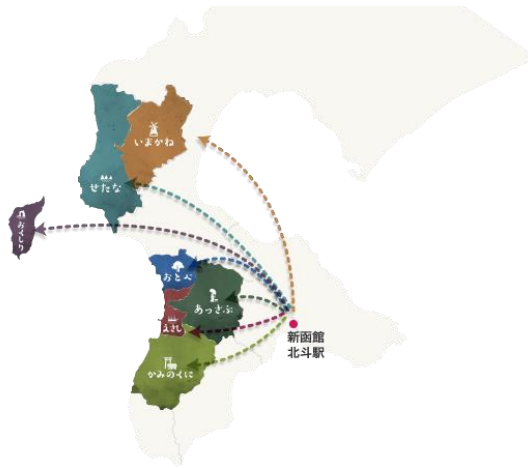 いまかね
せたな
おくしり
おとべ
あっさぶ
えさし
かみのくに
新函館
北斗駅